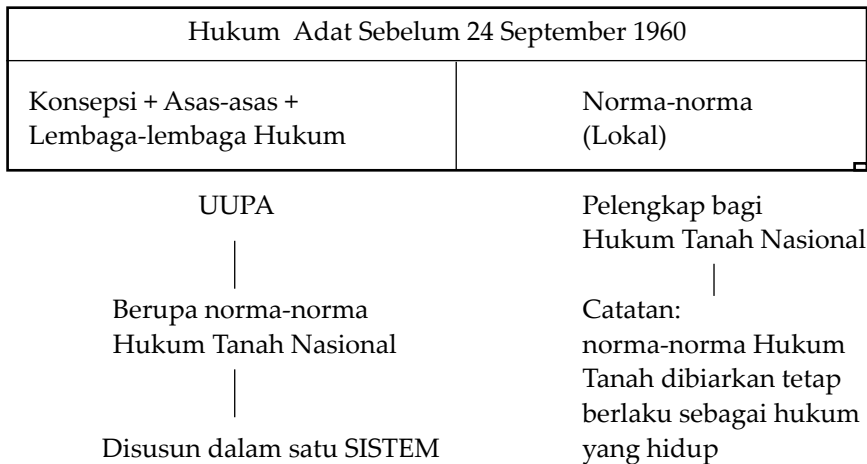 Hukum Adat Sebelum 24 September 1960
Konsepsi + Asas-asas +
Lembaga-lembaga Hukum
Norma-norma
(Lokal)
UUPA
Berupa norma-norma
Hukum Tanah Nasional
Disusun dalam satu SISTEM
Pelengkap bagi
Hukum Tanah Nasional
Catatan:
norma-norma Hukum
Tanah dibiarkan tetap
berlaku sebagai hukum
yang hidup